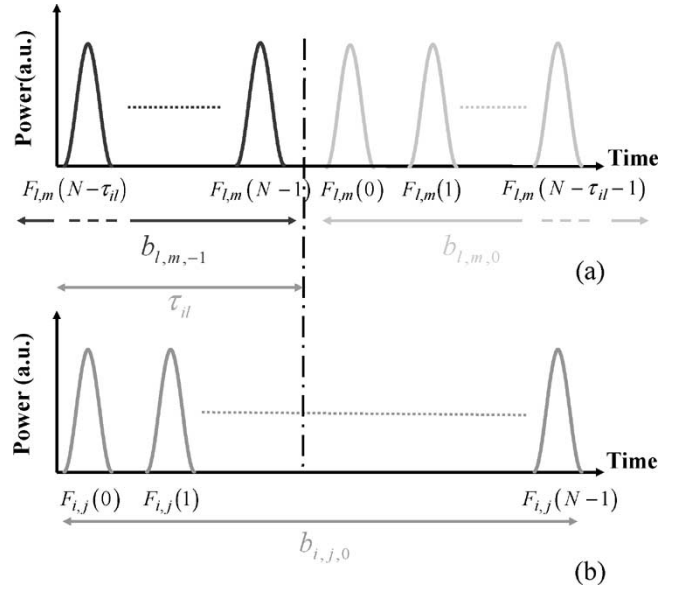 Power(a.u.)
Time
F_{l,m}(N-τ_{il}) F_{l,m}(N-1) F_{l,m}(0) F_{l,m}(1) F_{l,m}(N-τ_{il}-1)
b_{l,m,-1} b_{l,m,0}
(a)
τ_{il}
Power (a.u.)
Time
F_{i,j}(0) F_{i,j}(1) F_{i,j}(N-1)
b_{i,j,0}
(b)